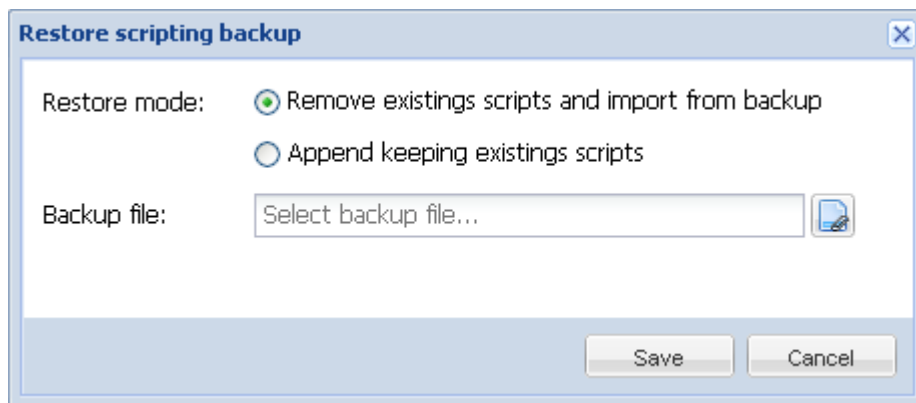 Restore scripting backup
Restore mode: Remove existings scripts and import from backup
Append keeping existings scripts
Backup file: Select backup file...
Save Cancel